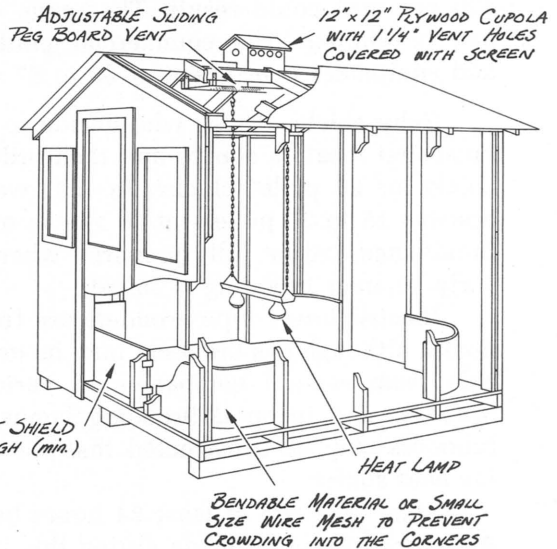 ADJUSTABLE SLIDING
PEG BOARD VENT
12"x 12" PLYWOOD CUPOLA
WITH 1 1/4" VENT HOLES
COVERED WITH SCREEN
SHIELD
(min.)
HEAT LAMP
BENDABLE MATERIAL OR SMALL
SIZE WIRE MESH TO PREVENT
CROWDING INTO THE CORNERS